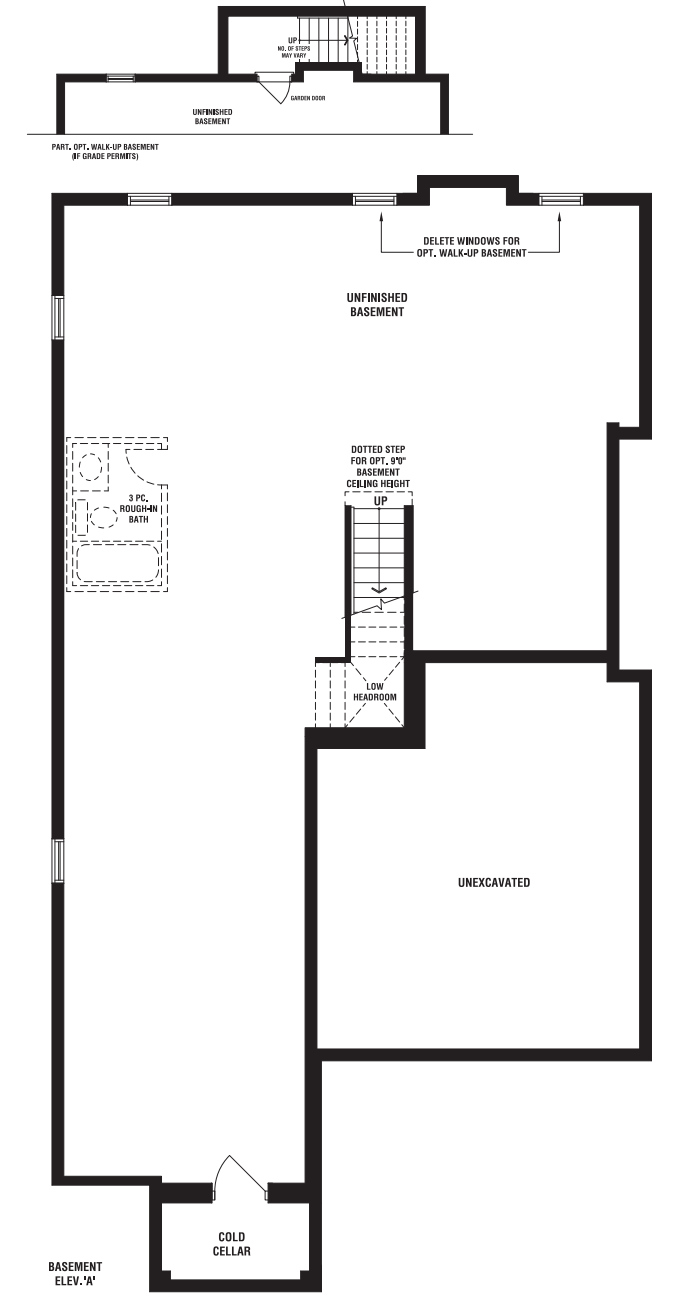 UP
NO. OF STEPS
MAY VARY
GARDEN DOOR
UNFINISHED
BASEMENT
PART. OPT. WALK-UP BASEMENT
(IF GRADE PERMITS)
DELETE WINDOWS FOR
OPT. WALK-UP BASEMENT
UNFINISHED
BASEMENT
DOTTED STEP
FOR OPT. 9'0"
BASEMENT
CEILING HEIGHT
UP
3 PC.
ROUGH-IN
BATH
LOW
HEADROOM
UNEXCAVATED
COLD
CELLAR
BASEMENT
ELEV. 'A'